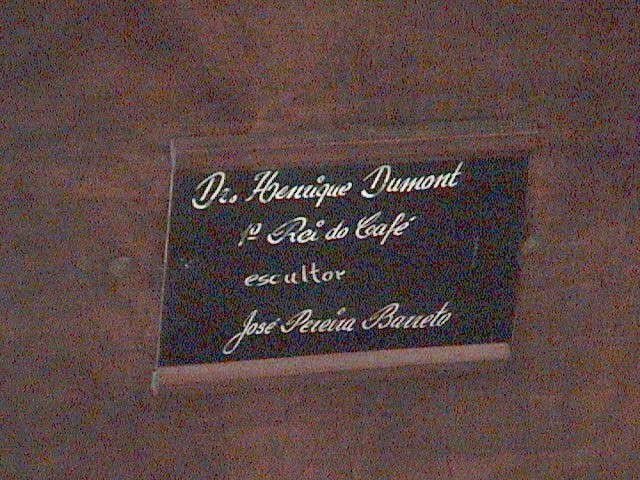 Dr. Henrique Dumont
1º Rei do Café
escultor
José Pereira Barreto